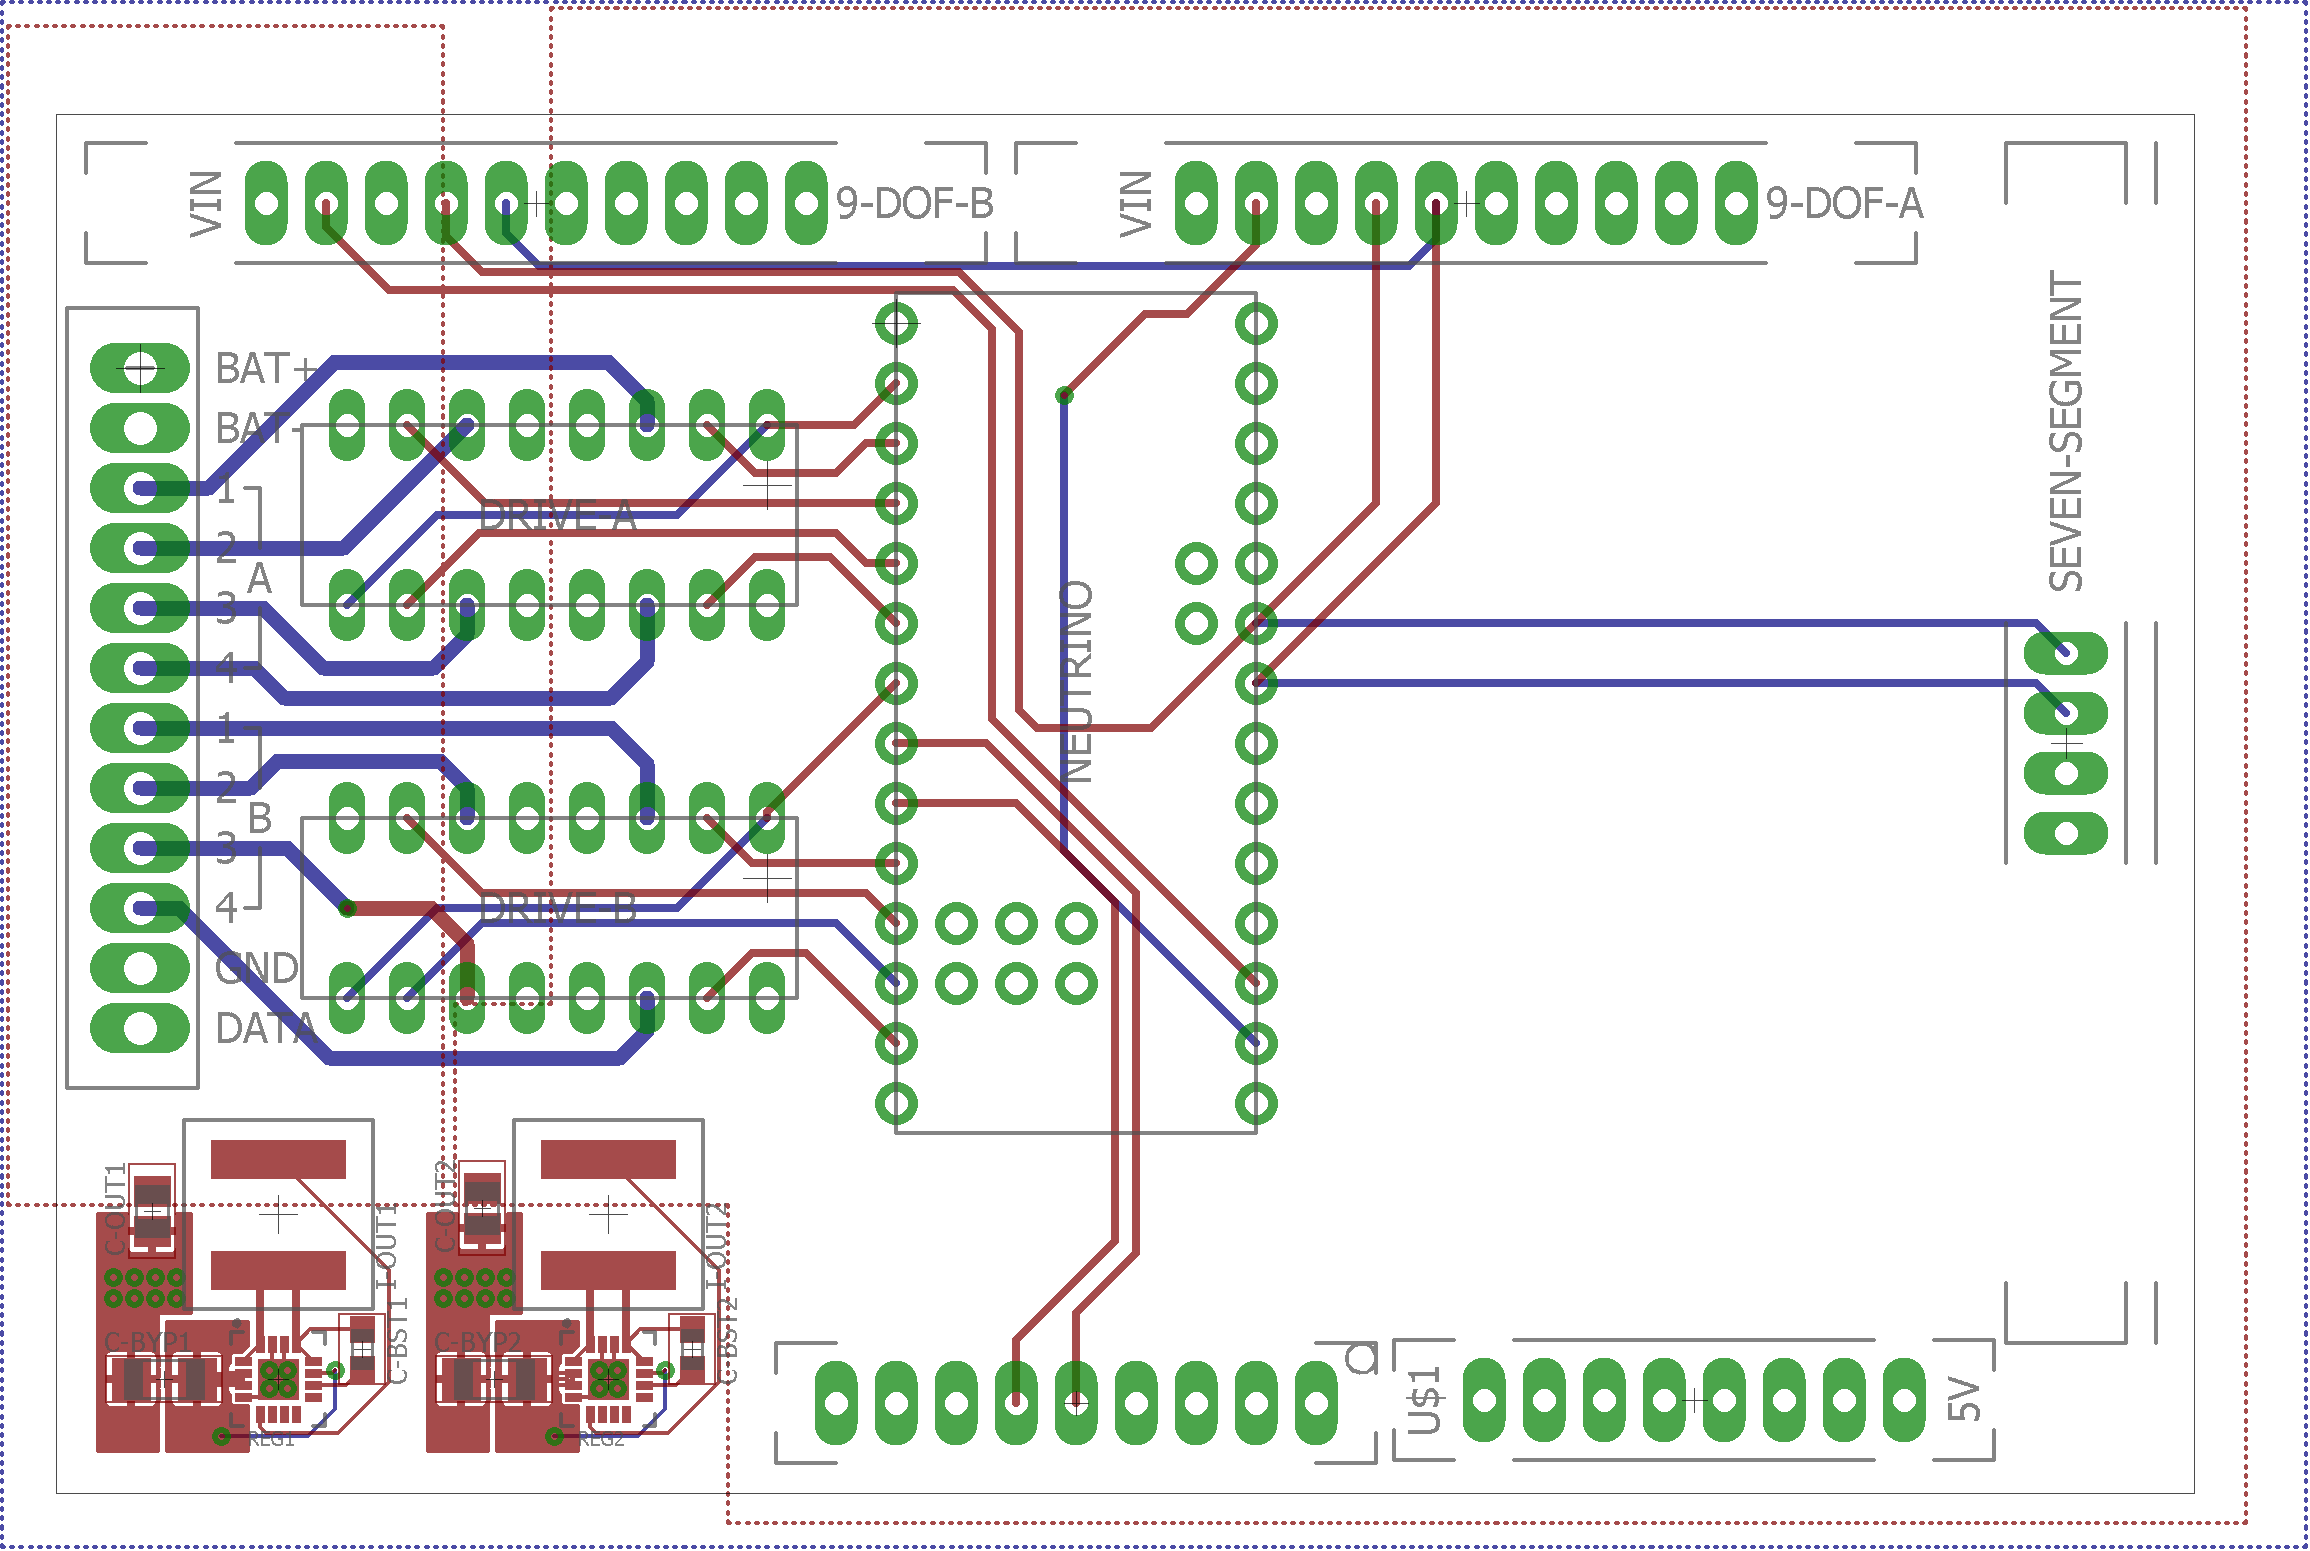 VIN
9-DOF-B
VIN
9-DOF-A
SEVEN-SEGMENT
BAT+
BAT-
1
2
A
3
4
1
2
B
3
4
GND
DATA
DRIVE-A
DRIVE-B
NEUTRINO
C-OUT1
L-OUT1
C-BST1
C-BYP1
REG1
C-OUT2
L-OUT2
C-BST2
C-BYP2
REG2
U$1
5V